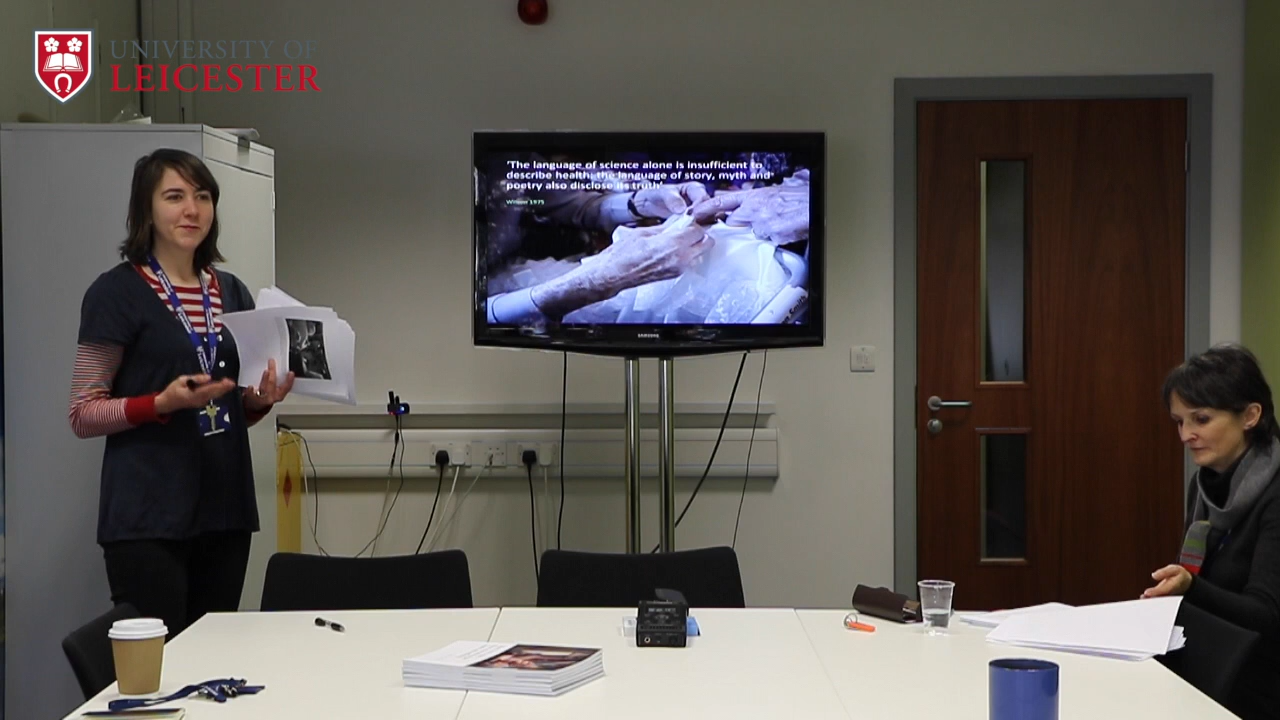 UNIVERSITY OF
LEICESTER
'The language of science alone is insufficient to
describe health: the language of story, myth and
poetry also disclose its truth'
Wilson 1975
SAMSUNG